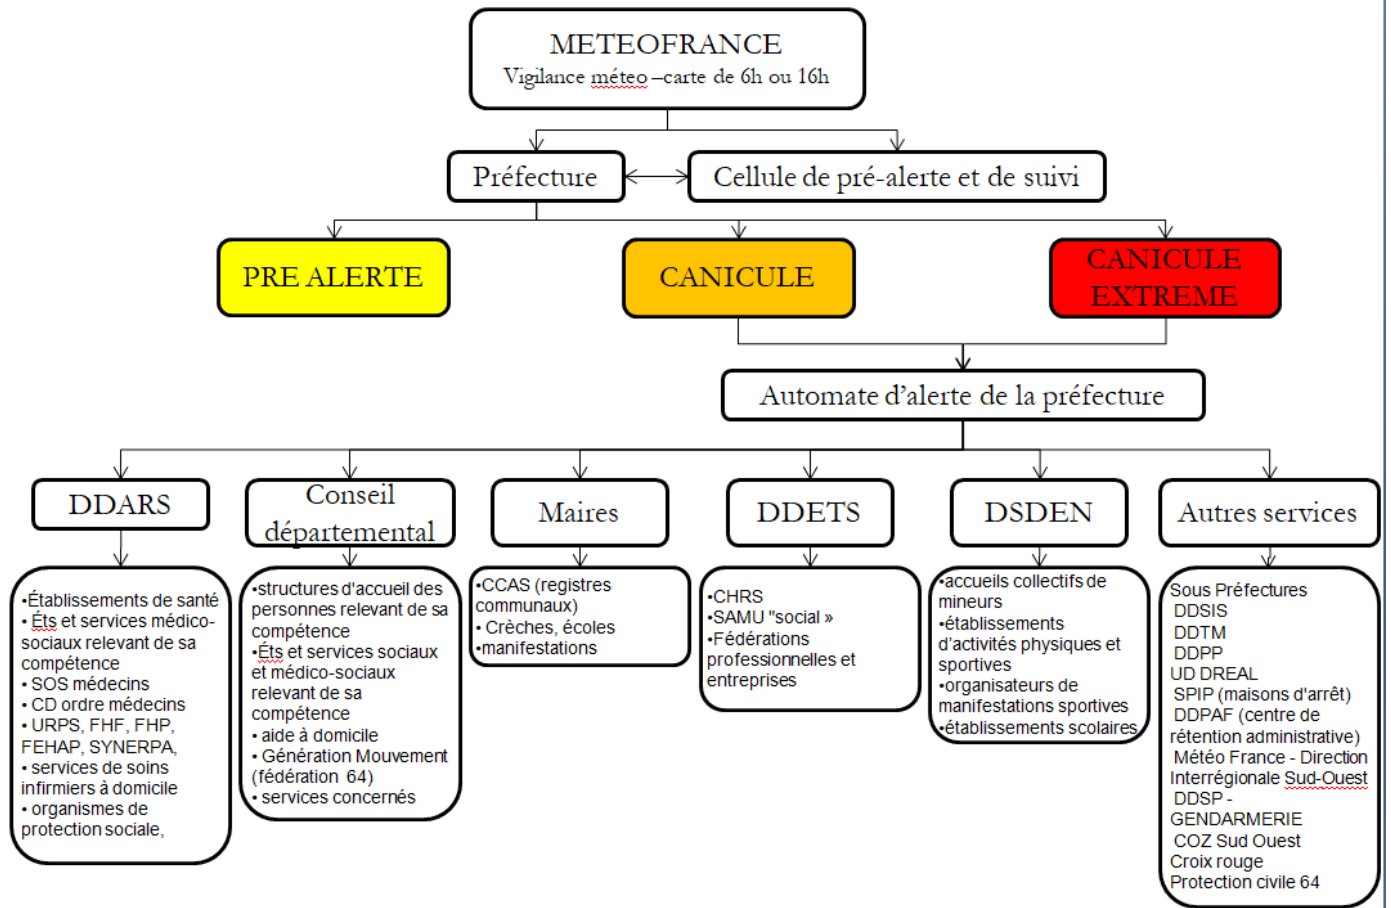 METEOFRANCE
Vigilance méteo –carte de 6h ou 16h
Préfecture
Cellule de pré-alerte et de suivi
PRE ALERTE
CANICULE
CANICULE
EXTREME
Automate d'alerte de la préfecture
DDARS
Conseil
départemental
Maires
DDETS
DSDEN
Autres services
•Établissements de santé
• Éts et services médico-
sociaux relevant de sa
compétence
• SOS médecins
• CD ordre médecins
• URPS, FHF, FHP,
FEHAP, SYNERPA,
• services de soins
infirmiers à domicile
• organismes de
protection sociale,
•structures d'accueil des
personnes relevant de sa
compétence
•Éts et services sociaux
et médico-sociaux
relevant de sa
compétence
• aide à domicile
• Génération Mouvement
(fédération 64)
• services concernés
•CCAS (registres
communaux)
• Crèches, écoles
•manifestations
•CHRS
•SAMU "social »
•Fédérations
professionnelles et
entreprises
•accueils collectifs de
mineurs
•établissements
d'activités physiques et
sportives
•organisateurs de
manifestations sportives
•établissements scolaires
Sous Préfectures
DDSIS
DDTM
DDPP
UD DREAL
SPIP (maisons d'arrêt)
DDPAF (centre de
rétention administrative)
Météo France - Direction
Interrégionale Sud-Ouest
DDSP -
GENDARMERIE
COZ Sud Ouest
Croix rouge
Protection civile 64